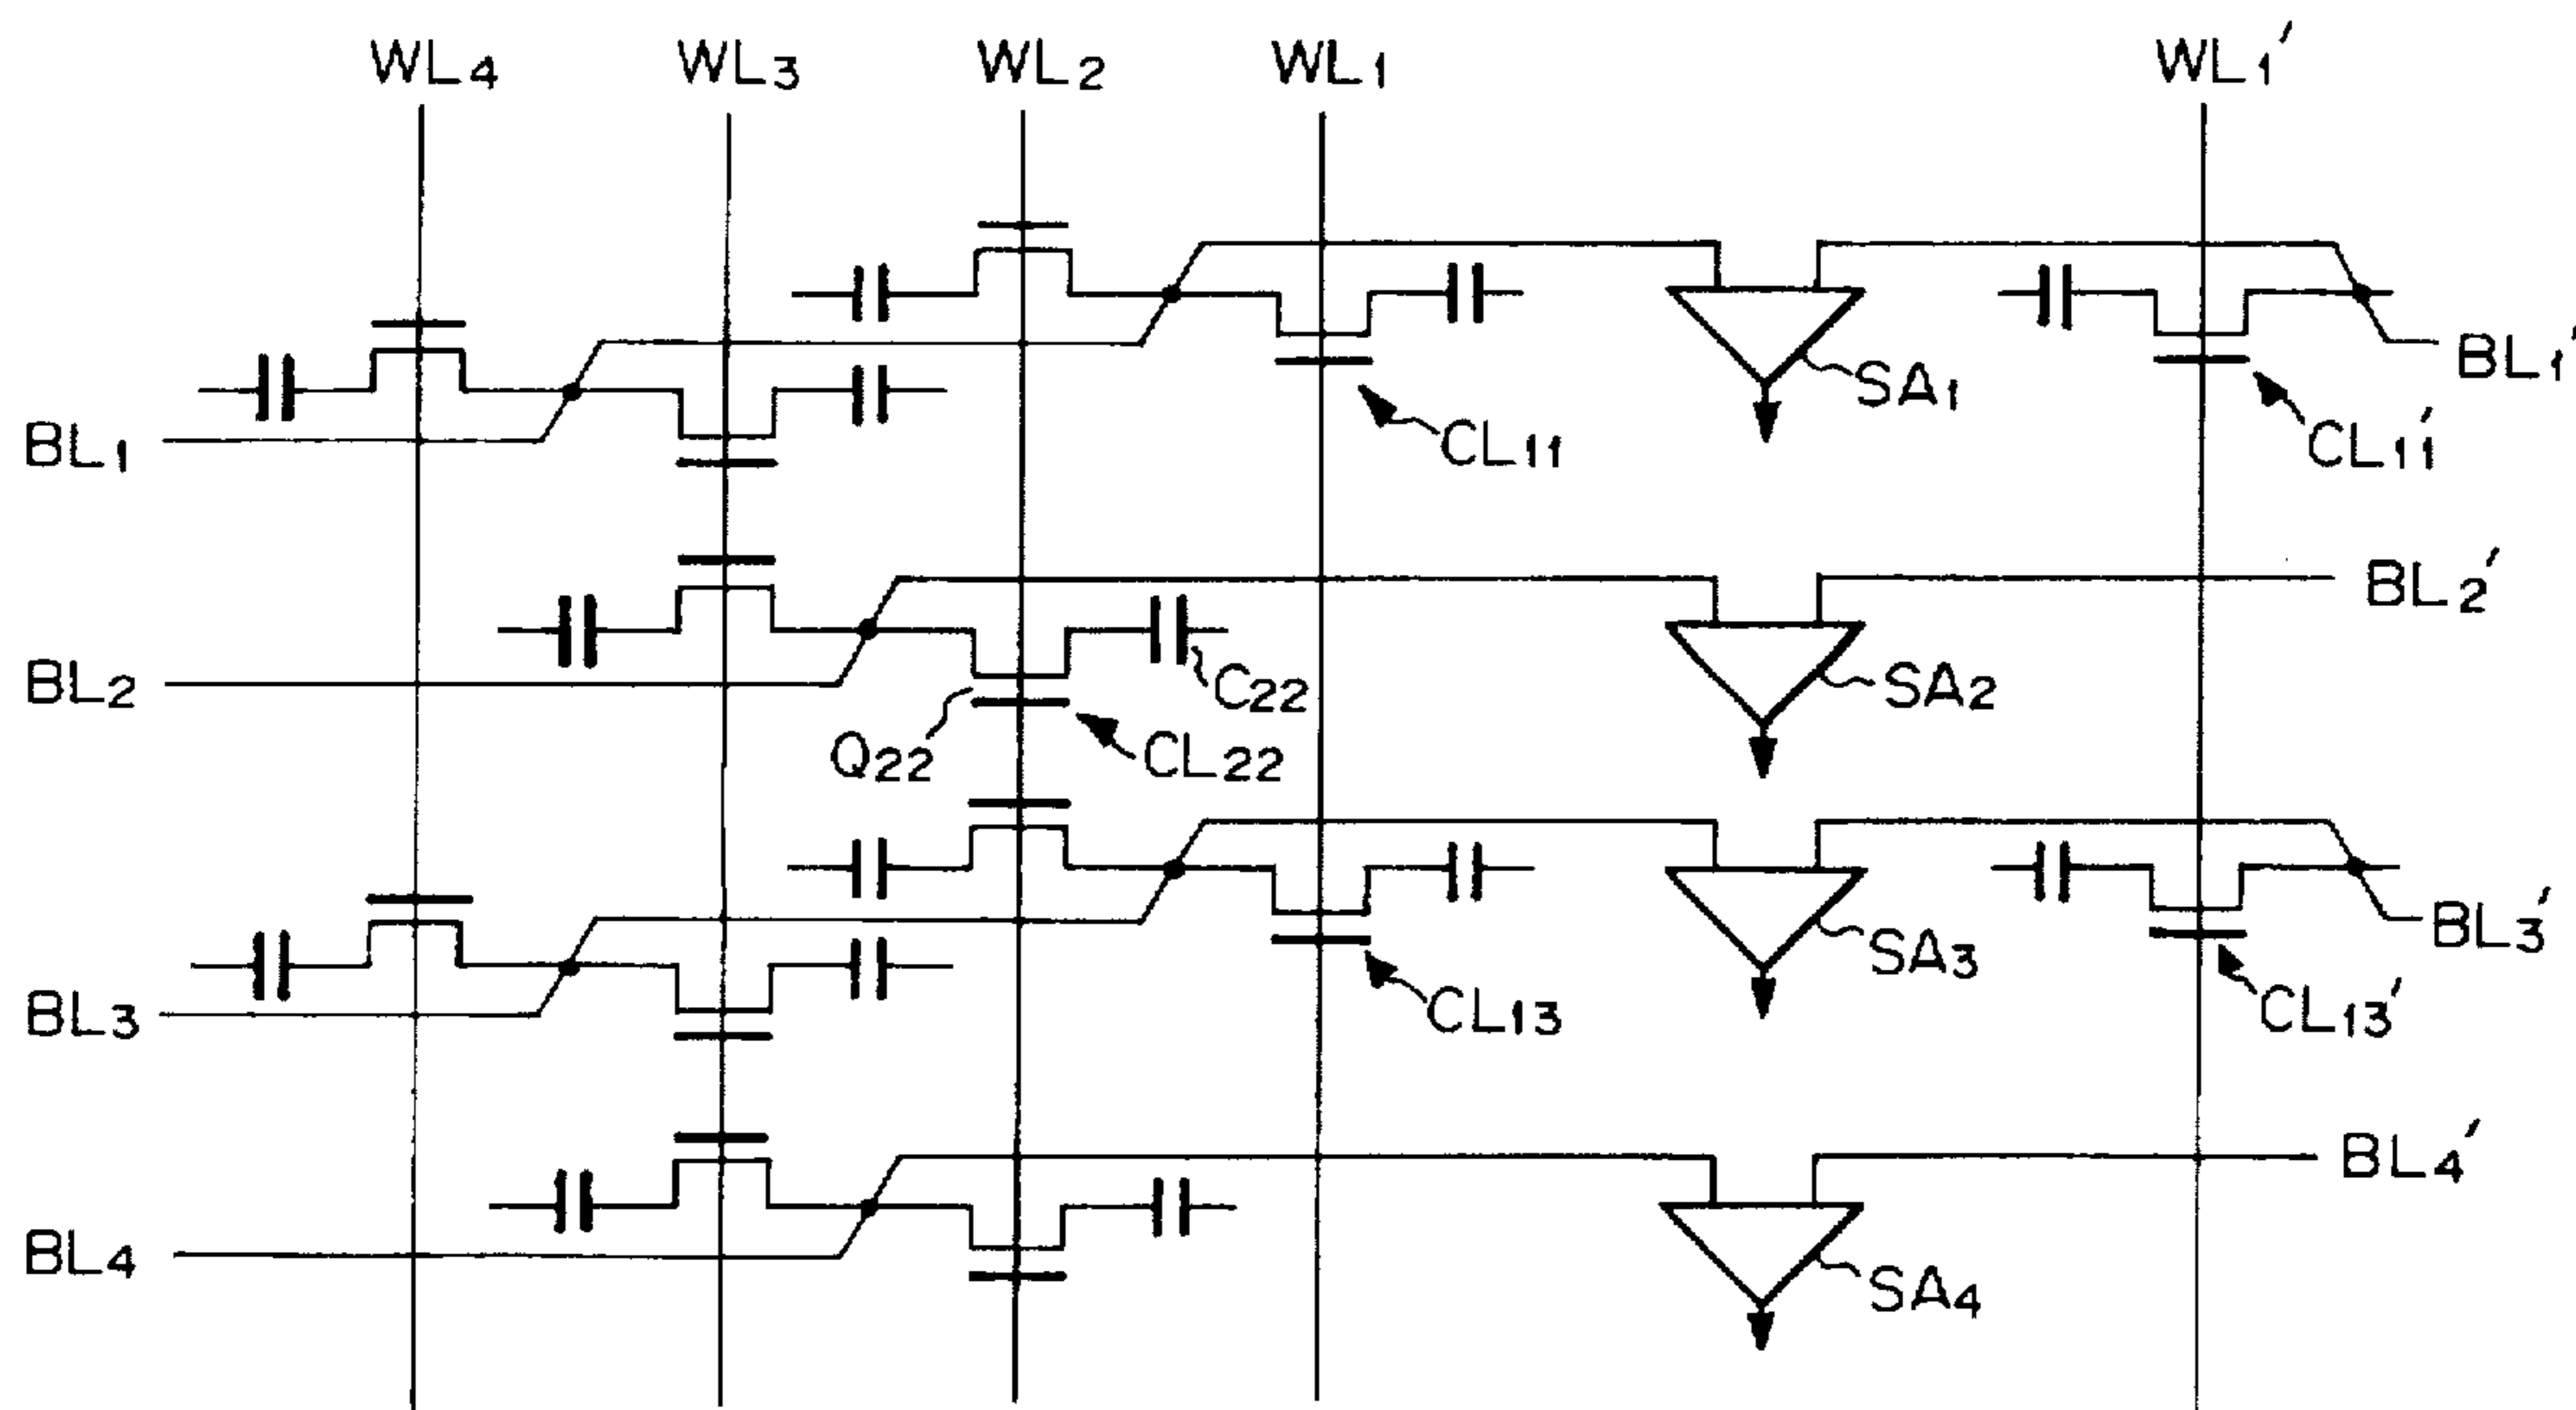 WL4 WL3 WL2 WL1 WL1'
BL1 CL11 SA1 CL11' BL1'
BL2 Q22 CL22 C22 SA2 BL2'
BL3 CL13 SA3 CL13' BL3'
BL4 SA4 BL4'